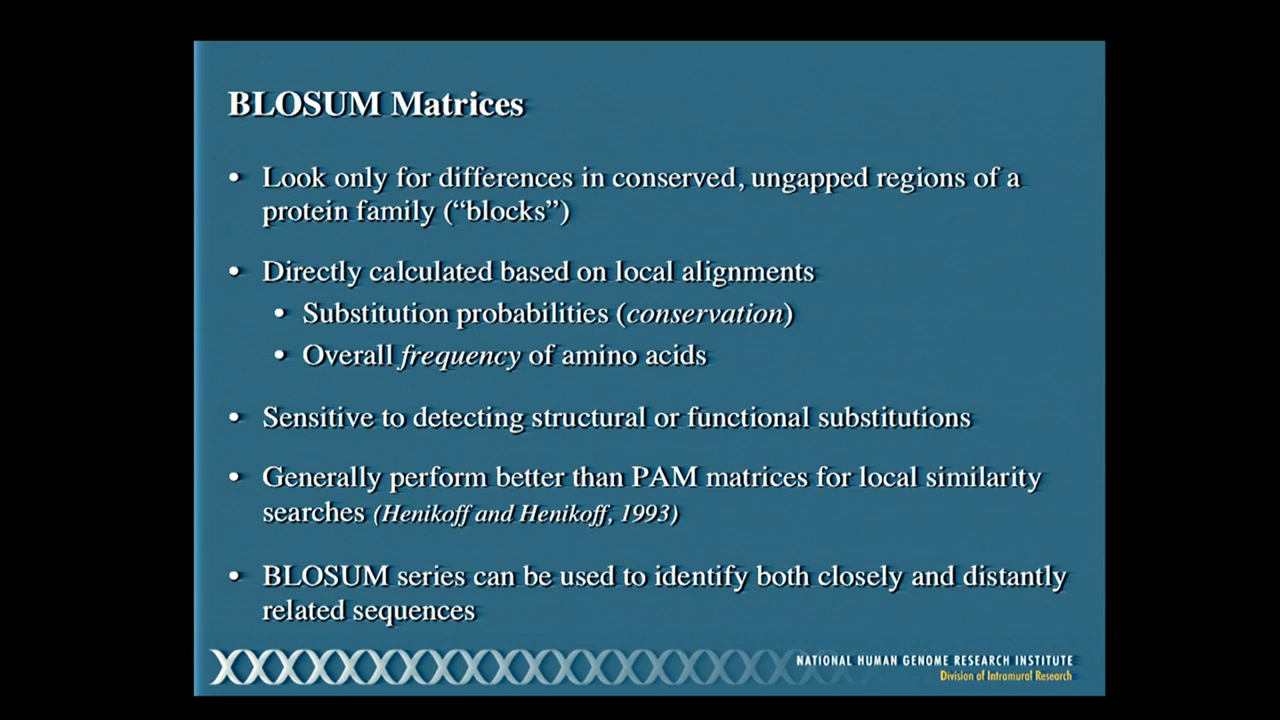 BLOSUM Matrices
• Look only for differences in conserved, ungapped regions of a
protein family (“blocks”)
• Directly calculated based on local alignments
• Substitution probabilities (conservation)
• Overall frequency of amino acids
• Sensitive to detecting structural or functional substitutions
• Generally perform better than PAM matrices for local similarity
searches (Henikoff and Henikoff, 1993)
• BLOSUM series can be used to identify both closely and distantly
related sequences
NATIONAL HUMAN GENOME RESEARCH INSTITUTE
Division of Intramural Research